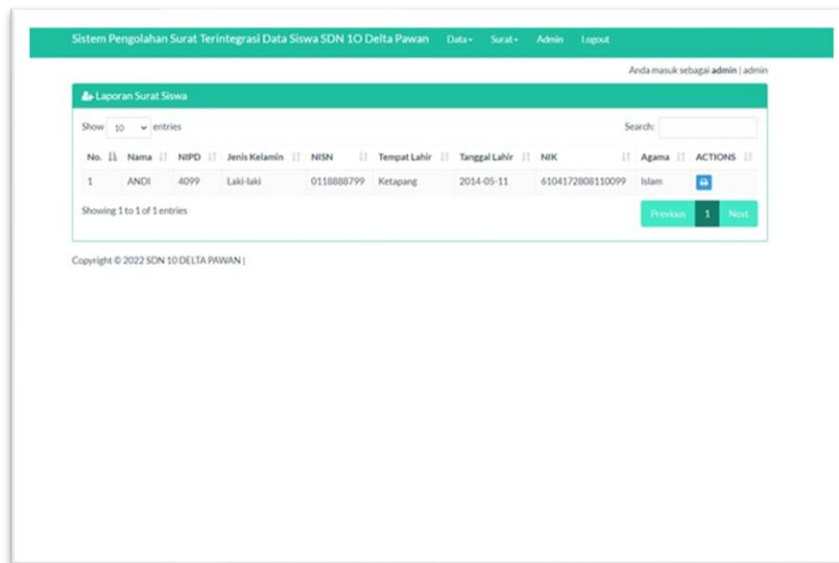 Sistem Pengolahan Surat Terintegrasi Data Siswa SDN 1O Delta Pawan Data Surat Admin Logout
Anda masuk sebagai admin | admin
Laporan Surat Siswa
Show 10 entries Search:
No. Nama NIPD Jenis Kelamin NISN Tempat Lahir Tanggal Lahir NIK Agama ACTIONS
1 ANDI 4099 Laki-laki 0118888799 Ketapang 2014-05-11 6104172808110099 Islam
Showing 1 to 1 of 1 entries Previous 1 Next
Copyright © 2022 SDN 10 DELTA PAWAN |